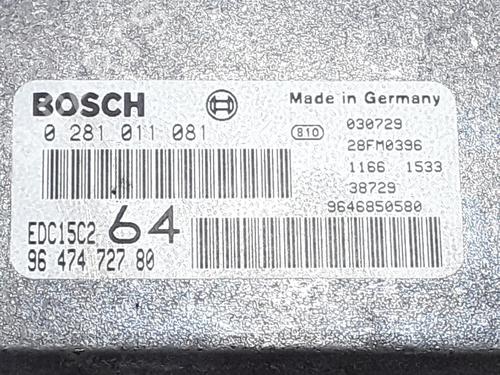 BOSCH
Made in Germany
0 281 011 081
810
030729
28FM0396
1166 1533
38729
9646850580
EDC15C2 64
96 474 727 80